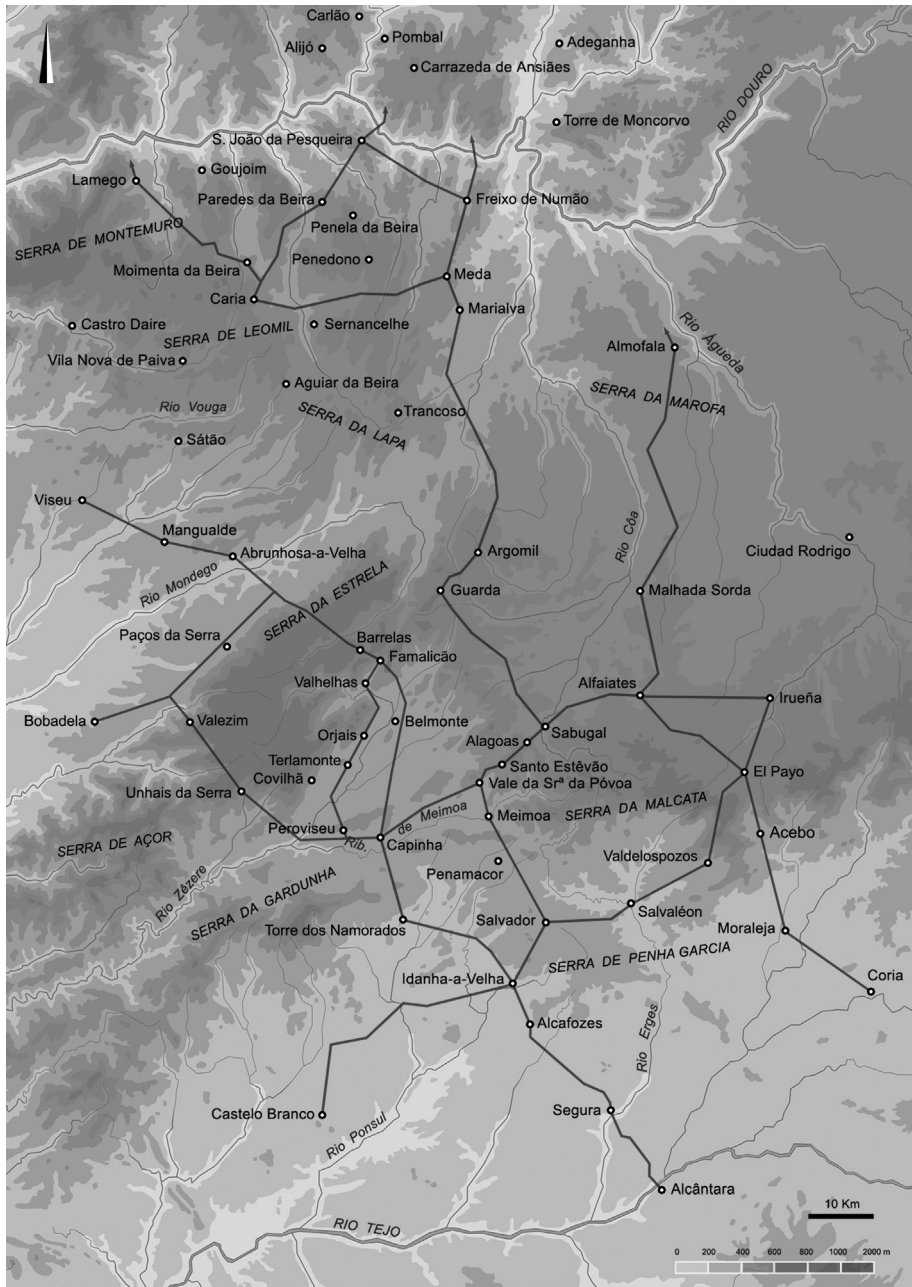 Carlão
Pombal
Alijó
Adeganha
Carrazeda de Ansiães
RIO DOURO
Torre de Moncorvo
S. João da Pesqueira
Goujoim
Lamego
Paredes da Beira
Freixo de Numão
Penela da Beira
SERRA DE MONTEMURO
Moimenta da Beira
Penedono
Meda
Caria
Marialva
Castro Daire
SERRA DE LEOMIL
Sernancelhe
Rio Águeda
Almofala
Vila Nova de Paiva
Aguiar da Beira
SERRA DA MAROFA
Rio Vouga
SERRA DA LAPA
Trancoso
Sátão
Viseu
Mangualde
Rio Côa
Ciudad Rodrigo
Abrunhosa-a-Velha
Argomil
Rio Mondego
Guarda
Malhada Sorda
SERRA DA ESTRELA
Paços da Serra
Barrelas
Famalicão
Valhelhas
Alfaiates
Irueña
Bobadela
Valezim
Belmonte
Orjais
Sabugal
Alagoas
Terlamonte
Santo Estêvão
El Payo
Covilhã
Vale da Srª da Póvoa
Unhais da Serra
SERRA DA MALCATA
Meimoa
Peroviseu
Rib. de Meimoa
Acebo
SERRA DE AÇOR
Capinha
Valdelospozos
Penamacor
Rio Zêzere
SERRA DA GARDUNHA
Salvaléon
Torre dos Namorados
Salvador
Moraleja
SERRA DE PENHA GARCIA
Idanha-a-Velha
Coria
Alcafozes
Rio Erges
Castelo Branco
Segura
Rio Ponsul
Alcântara
10 Km
RIO TEJO
0 200 400 600 800 1000 2000 m